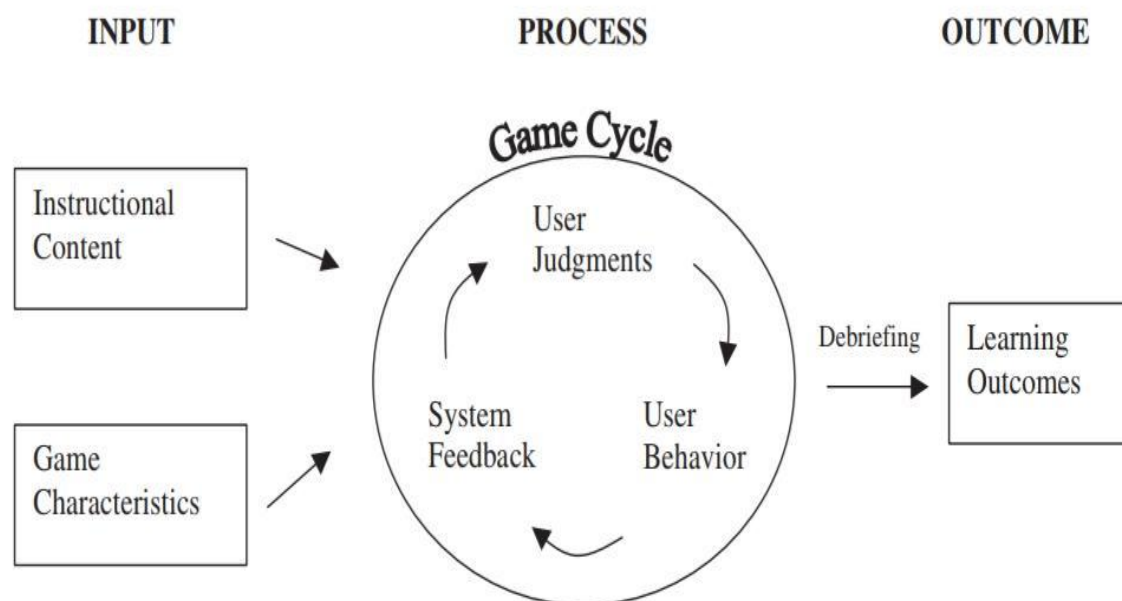 INPUT PROCESS OUTCOME
Game Cycle
Instructional
Content
User
Judgments
Debriefing
Learning
Outcomes
System
Feedback
User
Behavior
Game
Characteristics